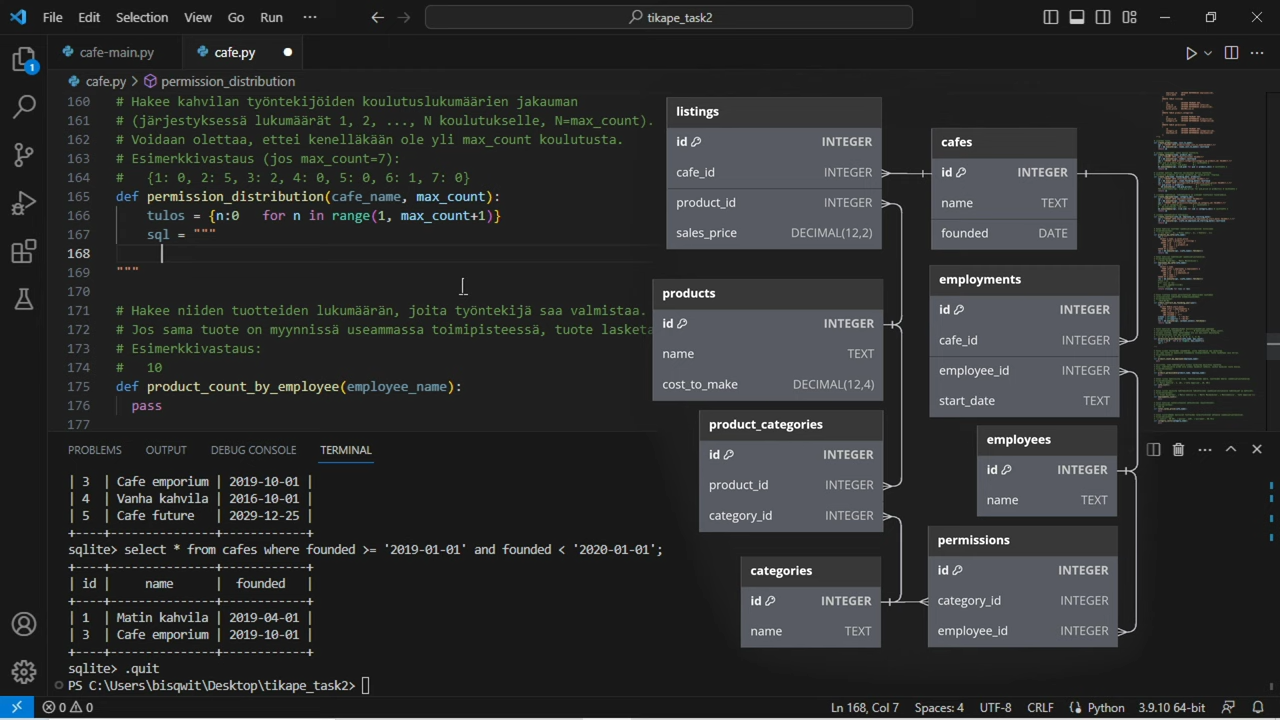 File Edit Selection View Go Run ··· tikape_task2
cafe-main.py cafe.py
cafe.py > permission_distribution
160 # Hakee kahvilan työntekijöiden koulutuslukumäärien jakauman
161 # (järjestyksessä lukumäärät 1, 2, ..., N koulutukselle, N=max_count).
162 # Voidaan olettaa, ettei kenelläkään ole yli max_count koulutusta.
163 # Esimerkkivastaus (jos max_count=7):
164 #   {1: 0, 2: 5, 3: 2, 4: 0, 5: 0, 6: 1, 7: 0}
165 def permission_distribution(cafe_name, max_count):
166 tulos = {n:0   for n in range(1, max_count+1)}
167 sql = """
168
169 """
170
171 # Hakee niiden tuotteiden lukumäärän, joita työntekijä saa valmistaa.
172 # Jos sama tuote on myynnissä useammassa toimipisteessä, tuote lasketa
173 # Esimerkkivastaus:
174 #   10
175 def product_count_by_employee(employee_name):
176 pass
177
listings
id INTEGER
cafe_id INTEGER
product_id INTEGER
sales_price DECIMAL(12,2)
cafes
id INTEGER
name TEXT
founded DATE
products
id INTEGER
name TEXT
cost_to_make DECIMAL(12,4)
employments
id INTEGER
cafe_id INTEGER
employee_id INTEGER
start_date TEXT
product_categories
id INTEGER
product_id INTEGER
category_id INTEGER
employees
id INTEGER
name TEXT
categories
id INTEGER
name TEXT
permissions
id INTEGER
category_id INTEGER
employee_id INTEGER
PROBLEMS OUTPUT DEBUG CONSOLE TERMINAL
| 3 | Cafe emporium | 2019-10-01 |
| 4 | Vanha kahvila | 2016-10-01 |
| 5 | Cafe future | 2029-12-25 |
+----+---------------+------------+
sqlite> select * from cafes where founded >= '2019-01-01' and founded < '2020-01-01';
+----+---------------+------------+
| id | name | founded |
+----+---------------+------------+
| 1 | Matin kahvila | 2019-04-01 |
| 3 | Cafe emporium | 2019-10-01 |
+----+---------------+------------+
sqlite> .quit
PS C:\Users\bisqwit\Desktop\tikape_task2>
0 0 Ln 168, Col 7 Spaces: 4 UTF-8 CRLF Python 3.9.10 64-bit
1